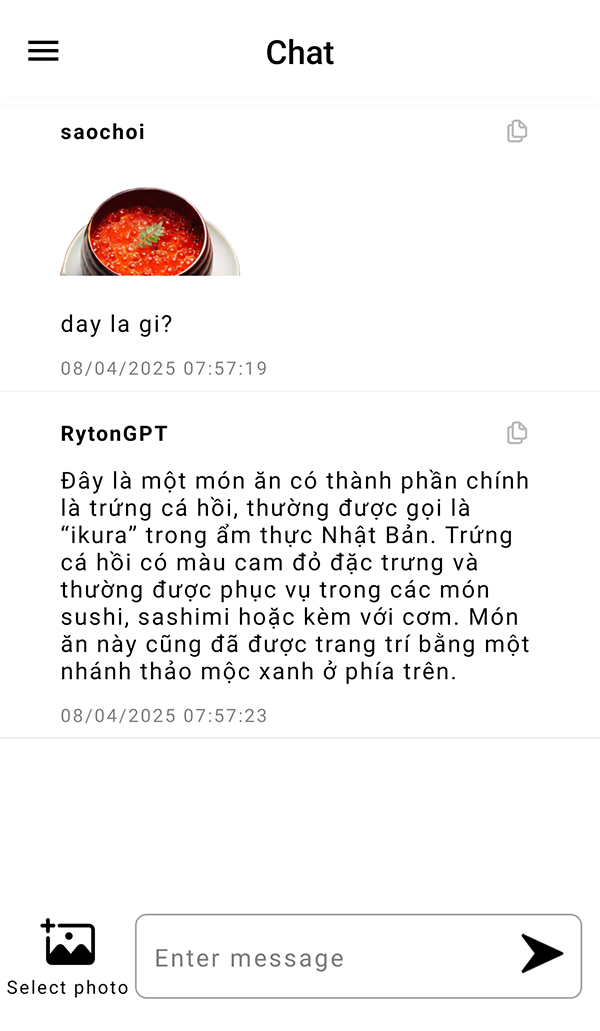 Chat
saochoi
day la gi?
08/04/2025 07:57:19
RytonGPT
Đây là một món ăn có thành phần chính
là trứng cá hồi, thường được gọi là
“ikura” trong ẩm thực Nhật Bản. Trứng
cá hồi có màu cam đỏ đặc trưng và
thường được phục vụ trong các món
sushi, sashimi hoặc kèm với cơm. Món
ăn này cũng đã được trang trí bằng một
nhánh thảo mộc xanh ở phía trên.
08/04/2025 07:57:23
Enter message
Select photo